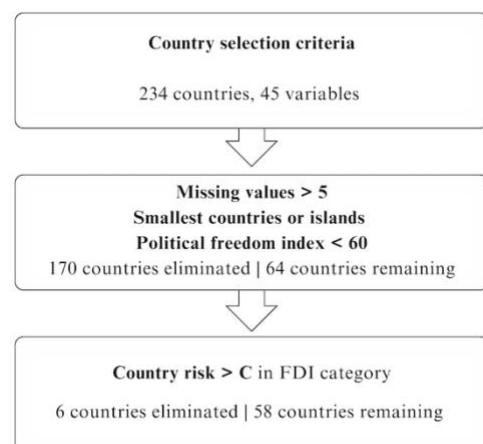 Country selection criteria
234 countries, 45 variables
Missing values > 5
Smallest countries or islands
Political freedom index < 60
170 countries eliminated | 64 countries remaining
Country risk > C in FDI category
6 countries eliminated | 58 countries remaining